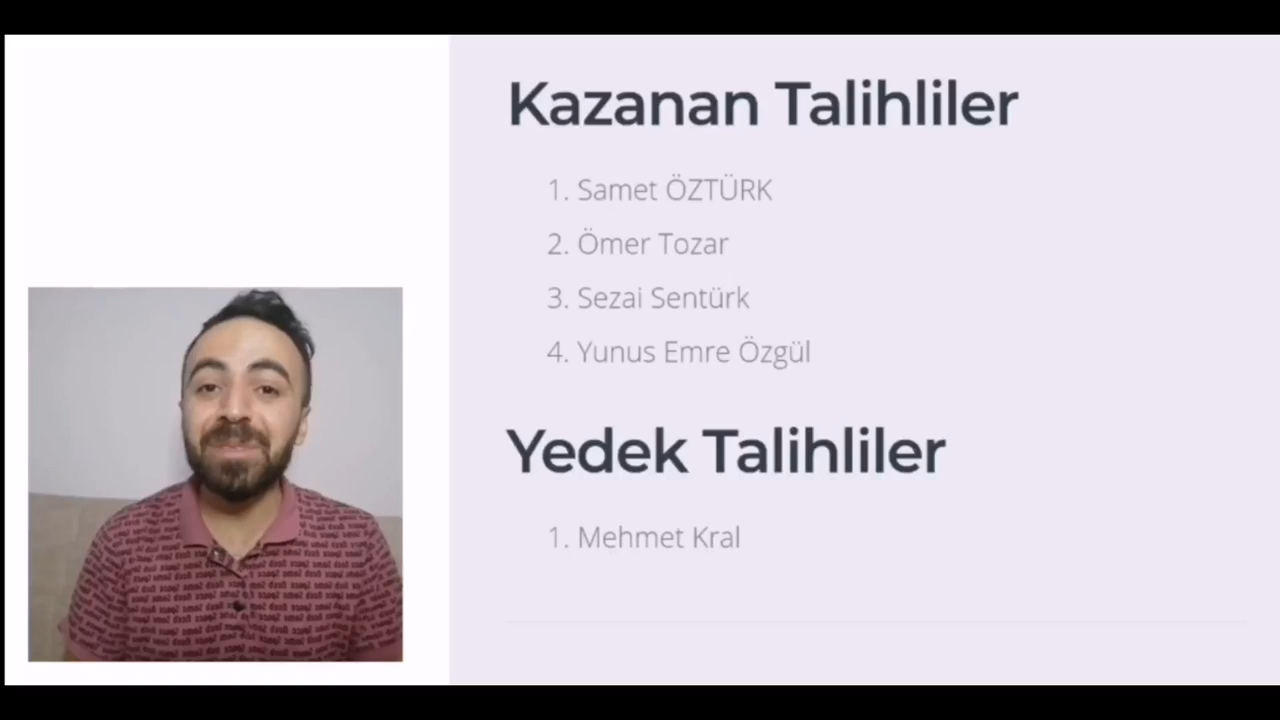 Kazanan Talihliler
1. Samet ÖZTÜRK
2. Ömer Tozar
3. Sezai Sentürk
4. Yunus Emre Özgül
Yedek Talihliler
1. Mehmet Kral